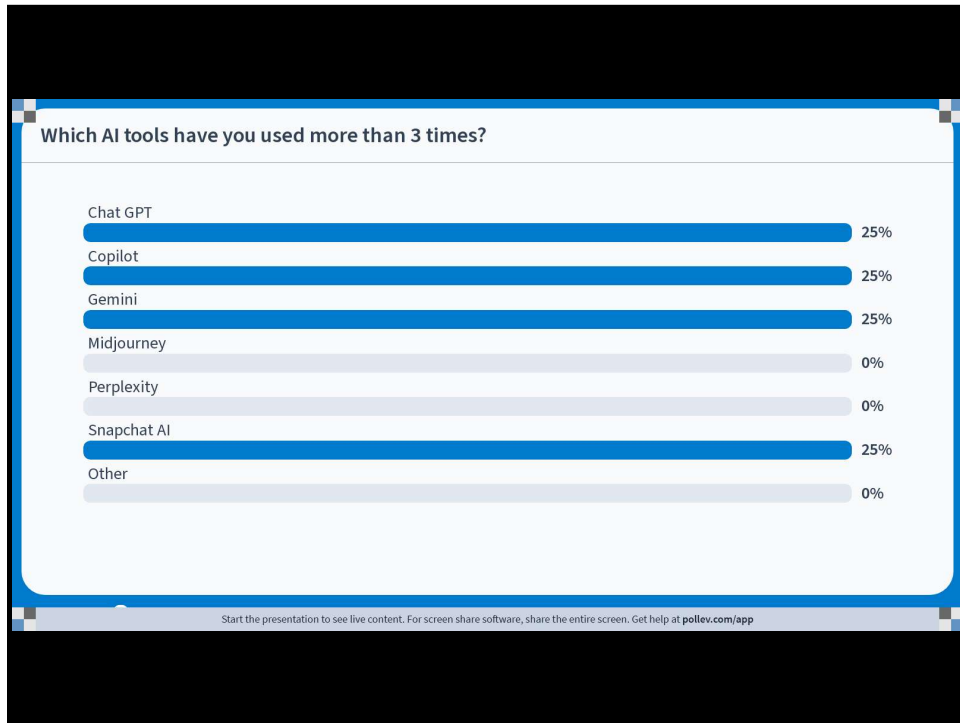 Which AI tools have you used more than 3 times?
Chat GPT
25%
Copilot
25%
Gemini
25%
Midjourney
0%
Perplexity
0%
Snapchat AI
25%
Other
0%
Start the presentation to see live content. For screen share software, share the entire screen. Get help at pollev.com/app